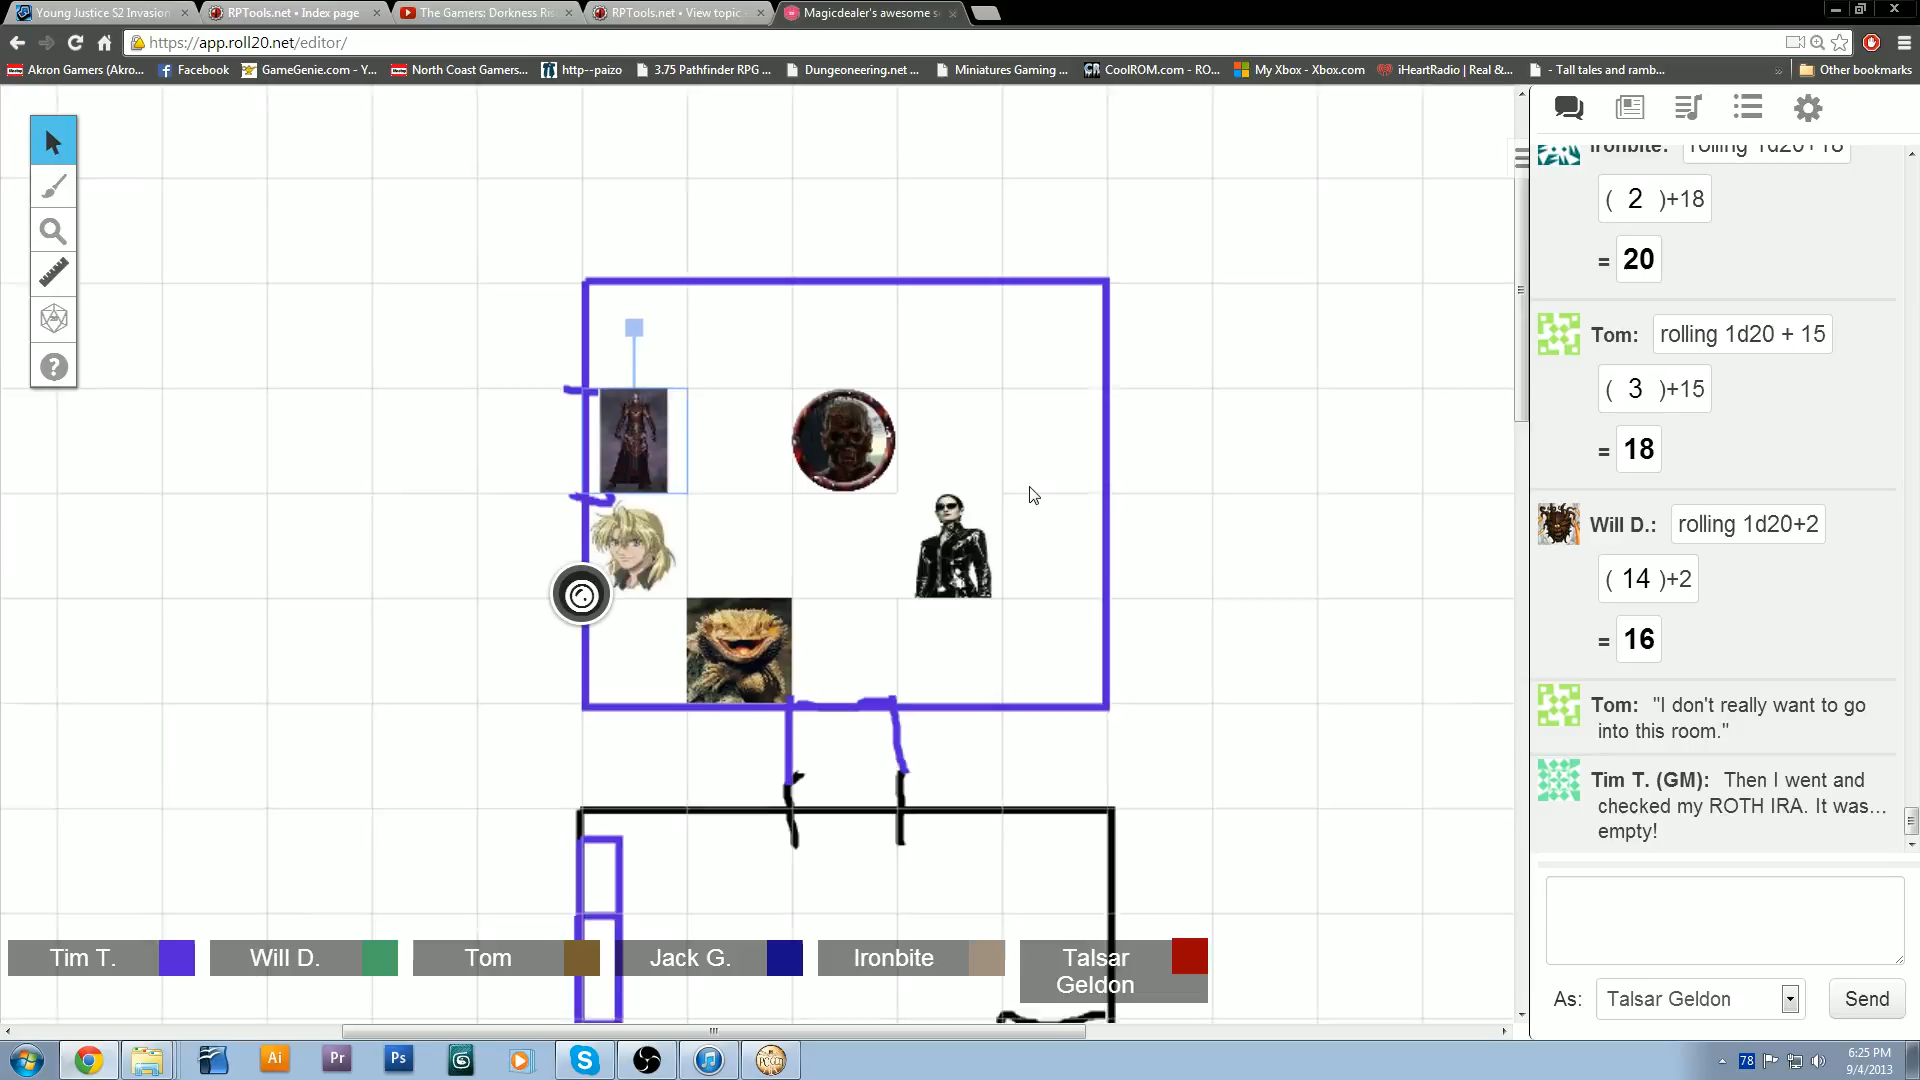 Young Justice S2 Invasion
RPTools.net • Index page
The Gamers: Dorkness Ris
RPTools.net • View topic
Magicdealer's awesome s
https://app.roll20.net/editor/
Akron Gamers (Akro...
Facebook
GameGenie.com - Y...
North Coast Gamers...
http--paizo
3.75 Pathfinder RPG ...
Dungeoneering.net ...
Miniatures Gaming ...
CoolROM.com - RO...
My Xbox - Xbox.com
iHeartRadio | Real &...
- Tall tales and ramb...
»
Other bookmarks
Ironbite: rolling 1d20+18
( 2 )+18
= 20
Tom: rolling 1d20 + 15
( 3 )+15
= 18
Will D.: rolling 1d20+2
( 14 )+2
= 16
Tom: "I don't really want to go
into this room."
Tim T. (GM): Then I went and
checked my ROTH IRA. It was...
empty!
20
?
Tim T.
Will D.
Tom
Jack G.
Ironbite
Talsar
Geldon
As: Talsar Geldon
Send
Ai
Pr
Ps
78
6:25 PM
9/4/2013